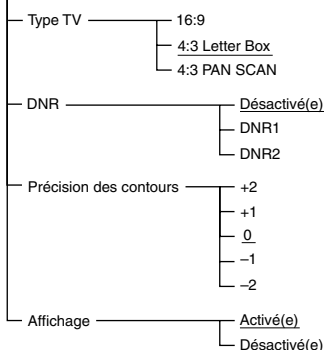 Type TV 16:9
4:3 Letter Box
4:3 PAN SCAN
DNR Désactivé(e)
DNR1
DNR2
Précision des contours +2
+1
0
–1
–2
Affichage Activé(e)
Désactivé(e)